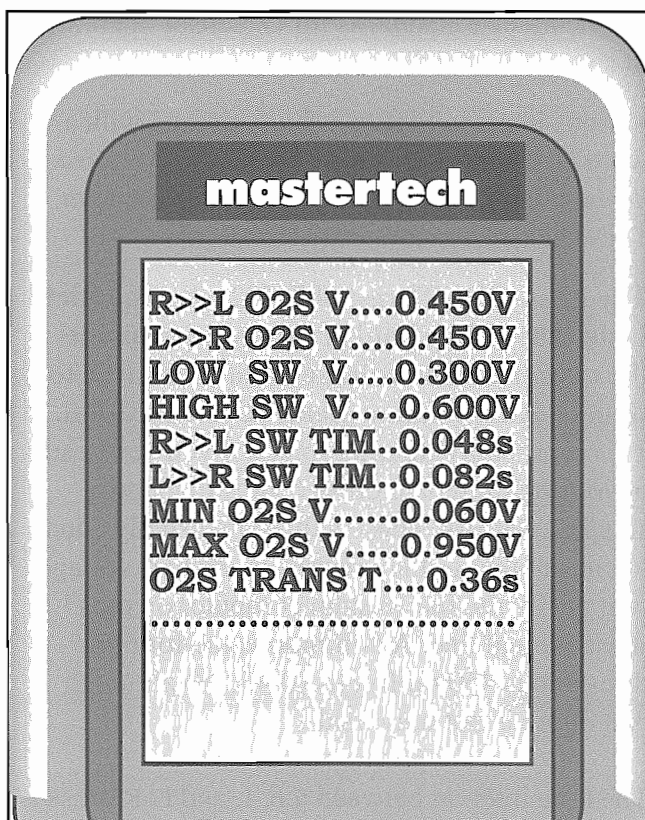 mastertech
R>>L O2S V....0.450V
L>>R O2S V....0.450V
LOW SW V.....0.300V
HIGH SW V....0.600V
R>>L SW TIM..0.048s
L>>R SW TIM..0.082s
MIN O2S V......0.060V
MAX O2S V.....0.950V
O2S TRANS T....0.36s
....................................